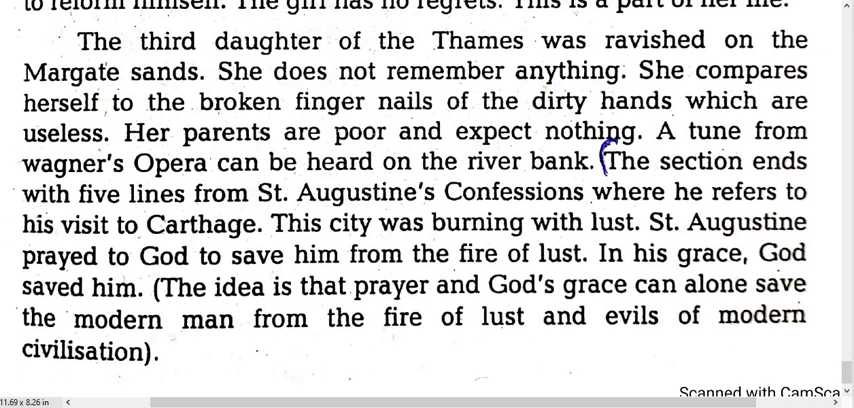 to reform himself. The girl has no regrets. This is a part of her life.
The third daughter of the Thames was ravished on the
Margate sands. She does not remember anything. She compares
herself to the broken finger nails of the dirty hands which are
useless. Her parents are poor and expect nothing. A tune from
wagner's Opera can be heard on the river bank. (The section ends
with five lines from St. Augustine's Confessions where he refers to
his visit to Carthage. This city was burning with lust. St. Augustine
prayed to God to save him from the fire of lust. In his grace, God
saved him. (The idea is that prayer and God's grace can alone save
the modern man from the fire of lust and evils of modern
civilisation).
Scanned with CamSca
11.69 x 8.26 in